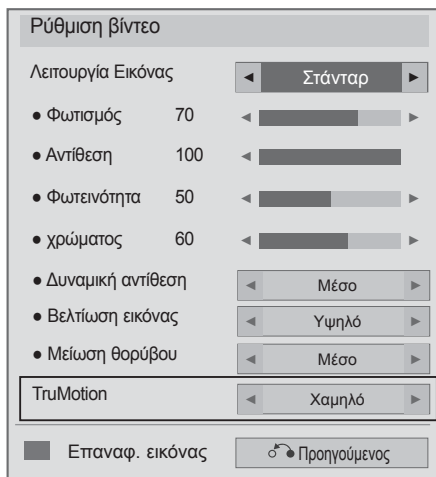 Ρύθμιση βίντεο
Λειτουργία Εικόνας ◄ Στάνταρ ►
● Φωτισμός 70 ◄ ►
● Αντίθεση 100 ◄
● Φωτεινότητα 50 ◄ ►
● χρώματος 60 ◄ ►
● Δυναμική αντίθεση ◄ Μέσο ►
● Βελτίωση εικόνας ◄ Υψηλό ►
● Μείωση θορύβου ◄ Μέσο ►
TruMotion ◄ Χαμηλό ►
Επαναφ. εικόνας Προηγούμενος